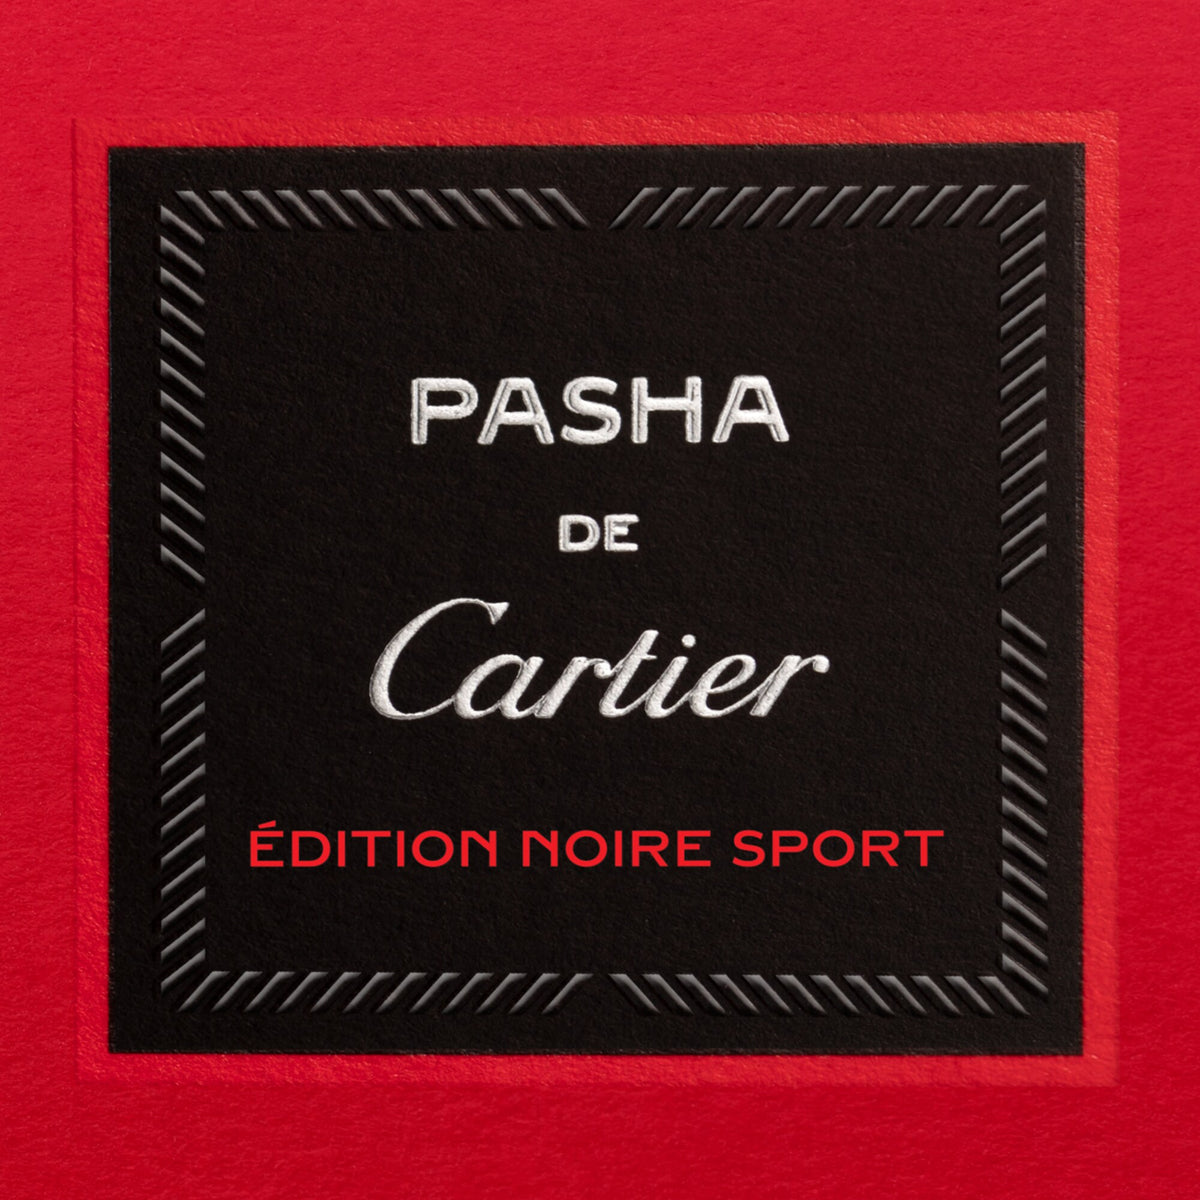 PASHA
DE
Cartier
ÉDITION NOIRE SPORT